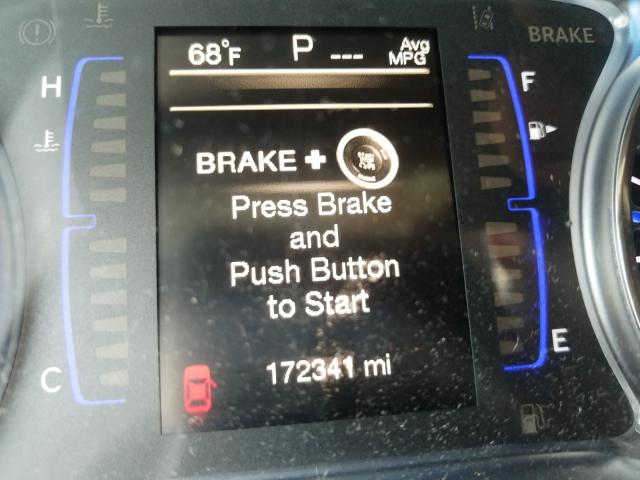 68°F P --- Avg
MPG
BRAKE
H
F
BRAKE +
Press Brake
and
Push Button
to Start
E
172341 mi
C